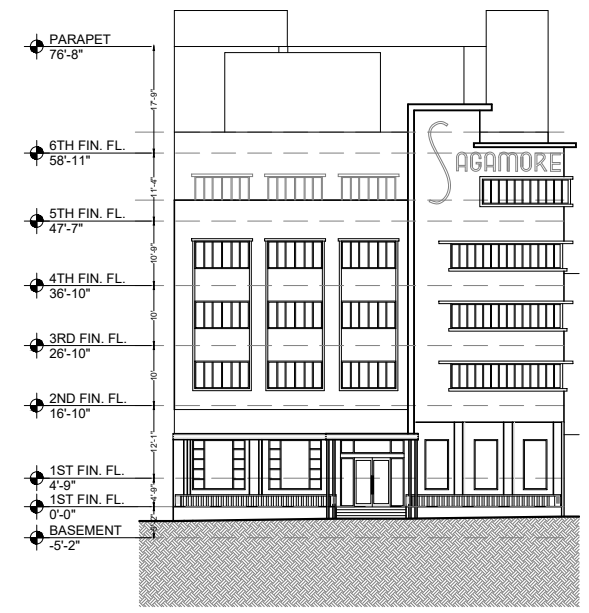 PARAPET
76'-8"
17'-9"
6TH FIN. FL.
58'-11"
SAGAMORE
11'-4"
5TH FIN. FL.
47'-7"
10'-9"
4TH FIN. FL.
36'-10"
10'
3RD FIN. FL.
26'-10"
10'
2ND FIN. FL.
16'-10"
12'-1"
1ST FIN. FL.
4'-9"
4'-9"
1ST FIN. FL.
0'-0"
BASEMENT
-5'-2"